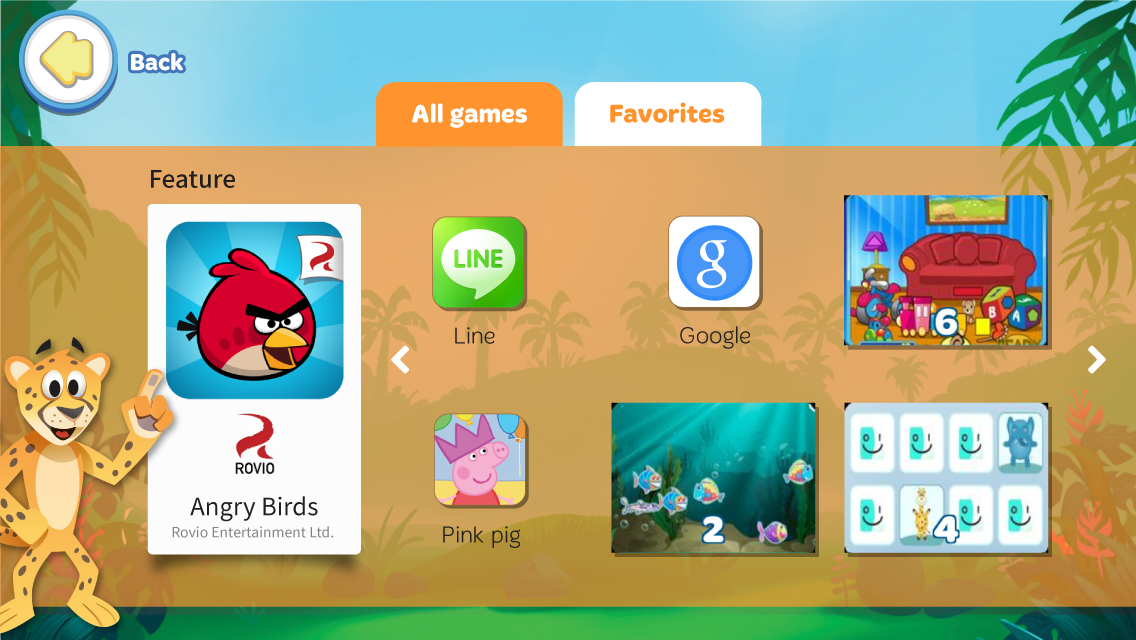 Back
All games
Favorites
Feature
LINE
g
6
Line
Google
B
A
ROVIO
2
4
Angry Birds
Rovio Entertainment Ltd.
Pink pig